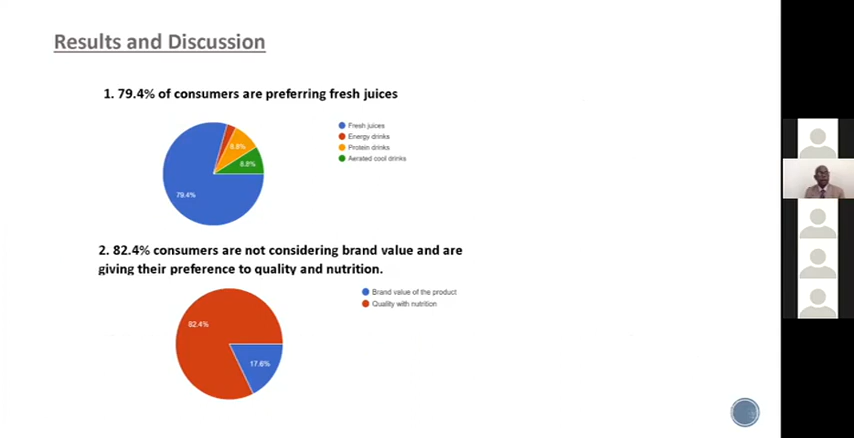 Results and Discussion
1. 79.4% of consumers are preferring fresh juices
Fresh juices
Energy drinks
Protein drinks
Aerated cool drinks
8.8%
8.8%
79.4%
2. 82.4% consumers are not considering brand value and are
giving their preference to quality and nutrition.
Brand value of the product
Quality with nutrition
82.4%
17.6%